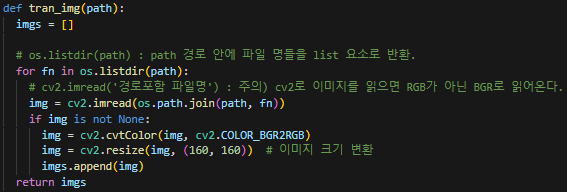 def tran_img(path):
  imgs = []

  # os.listdir(path) : path 경로 안에 파일 명들을 list 요소로 반환.
  for fn in os.listdir(path):
    # cv2.imread('경로포함 파일명') : 주의) cv2로 이미지를 읽으면 RGB가 아닌 BGR로 읽어온다.
    img = cv2.imread(os.path.join(path, fn))
    if img is not None:
      img = cv2.cvtColor(img, cv2.COLOR_BGR2RGB)
      img = cv2.resize(img, (160, 160))  # 이미지 크기 변환
      imgs.append(img)
  return imgs